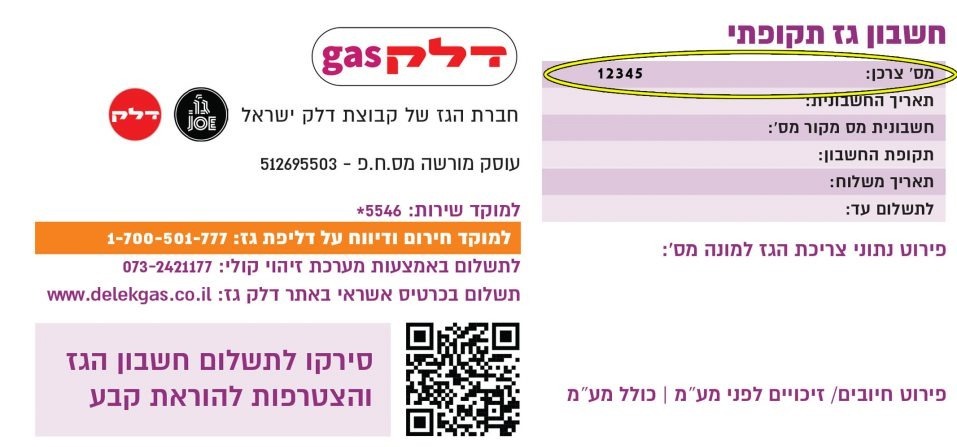 חשבון גז תקופתי
מס' צרכן: 12345
תאריך החשבונית:
חשבונית מס מקור מס':
תקופת החשבון:
תאריך משלוח:
לתשלום עד:
פירוט נתוני צריכת הגז למונה מס':
פירוט חיובים/ זיכויים לפני מע״מ | כולל מע״מ
דלק gas
חברת הגז של קבוצת דלק ישראל
גו. JOE
דלק
עוסק מורשה מס.ח.פ - 512695503
למוקד שירות: 5546*
למוקד חירום ודיווח על דליפת גז: 1-700-501-777
לתשלום באמצעות מערכת זיהוי קולי: 073-2421177
תשלום בכרטיס אשראי באתר דלק גז: www.delekgas.co.il
סירקו לתשלום חשבון הגז
והצטרפות להוראת קבע